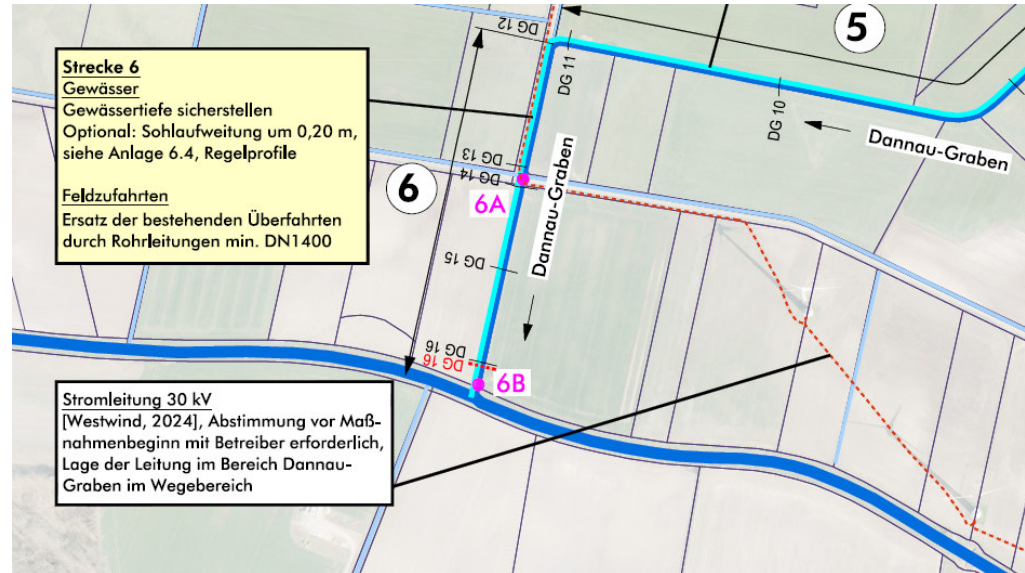 Strecke 6
Gewässer
Gewässertiefe sicherstellen
Optional: Sohlaufweitung um 0,20 m,
siehe Anlage 6.4, Regelprofile
Feldzufahrten
Ersatz der bestehenden Überfahrten
durch Rohrleitungen min. DN1400
DG 12
5
DG 11
DG 10
Dannau-Graben
DG 13
DG 14
6
6A
Dannau-Graben
DG 15
DG 16
DG 16
6B
Stromleitung 30 kV
[Westwind, 2024], Abstimmung vor Maß-
nahmenbeginn mit Betreiber erforderlich,
Lage der Leitung im Bereich Dannau-
Graben im Wegebereich